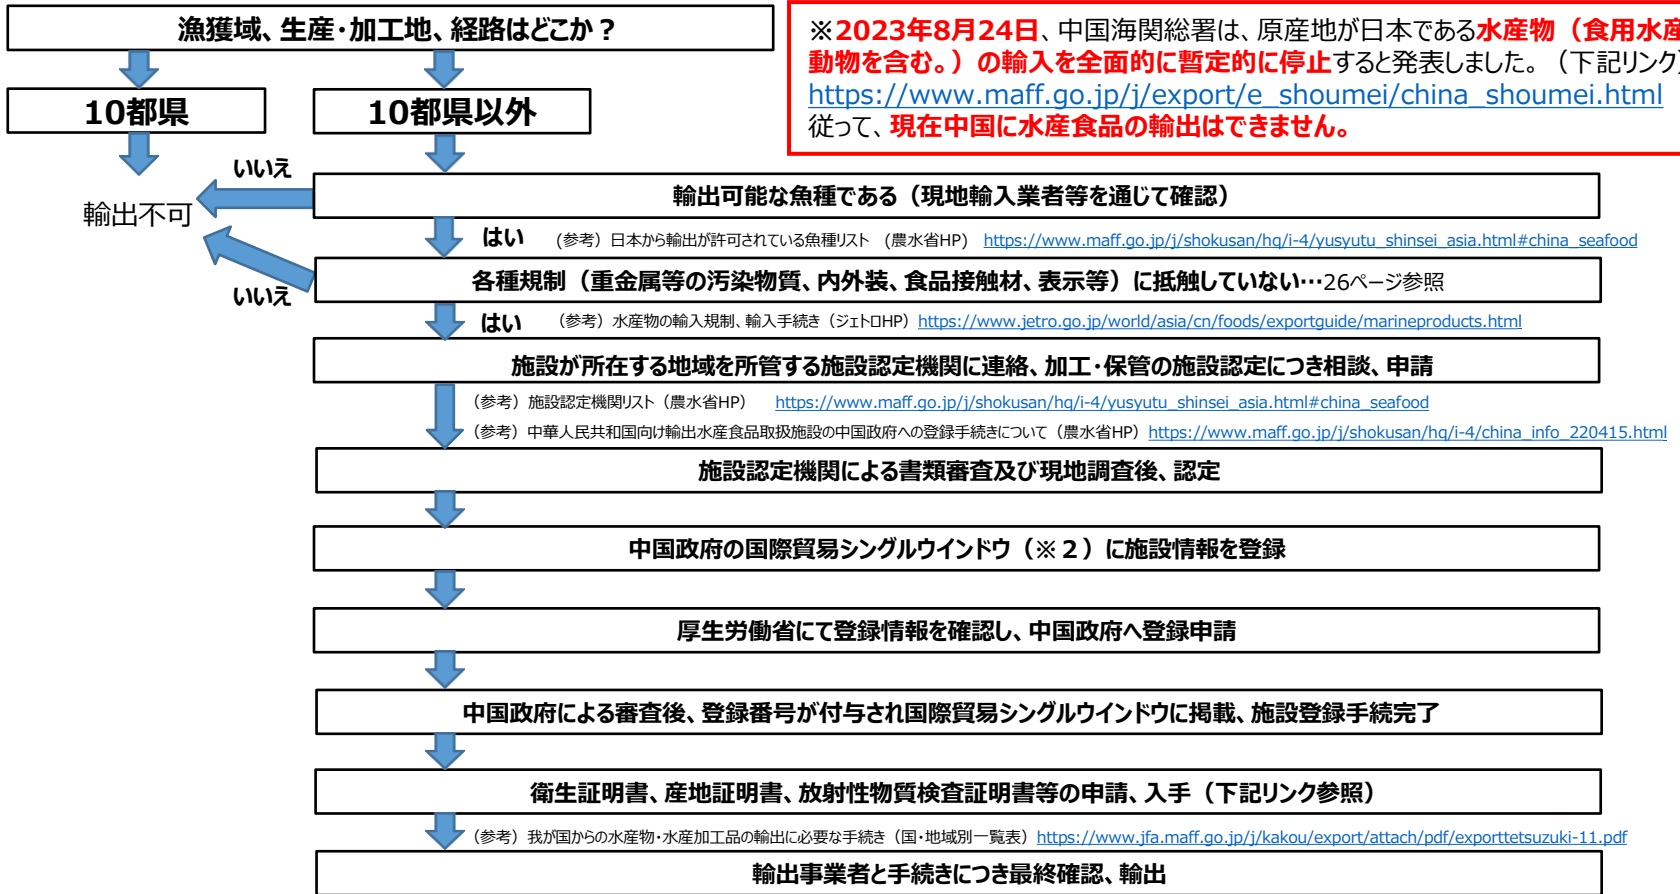 漁獲域、生産・加工地、経路はどこか？
※2023年8月24日、中国海関総署は、原産地が日本である水産物（食用水産
動物を含む。）の輸入を全面的に暫定的に停止すると発表しました。（下記リンク）
https://www.maff.go.jp/j/export/e_shoumei/china_shoumei.html
従って、現在中国に水産食品の輸出はできません。
10都県
10都県以外
いいえ
輸出不可
輸出可能な魚種である（現地輸入業者等を通じて確認）
はい
(参考）日本から輸出が許可されている魚種リスト (農水省HP) https://www.maff.go.jp/j/shokusan/hq/i-4/yusyutu_shinsei_asia.html#china_seafood
いいえ
各種規制（重金属等の汚染物質、内外装、食品接触材、表示等）に抵触していない…26ページ参照
はい
（参考）水産物の輸入規制、輸入手続き（ジェトロHP）https://www.jetro.go.jp/world/asia/cn/foods/exportguide/marineproducts.html
施設が所在する地域を所管する施設認定機関に連絡、加工・保管の施設認定につき相談、申請
（参考）施設認定機関リスト（農水省HP） https://www.maff.go.jp/j/shokusan/hq/i-4/yusyutu_shinsei_asia.html#china_seafood
（参考）中華人民共和国向け輸出水産食品取扱施設の中国政府への登録手続きについて（農水省HP）https://www.maff.go.jp/j/shokusan/hq/i-4/china_info_220415.html
施設認定機関による書類審査及び現地調査後、認定
中国政府の国際貿易シングルウインドウ（※２）に施設情報を登録
厚生労働省にて登録情報を確認し、中国政府へ登録申請
中国政府による審査後、登録番号が付与され国際貿易シングルウインドウに掲載、施設登録手続完了
衛生証明書、産地証明書、放射性物質検査証明書等の申請、入手（下記リンク参照）
（参考）我が国からの水産物・水産加工品の輸出に必要な手続き（国・地域別一覧表）https://www.jfa.maff.go.jp/j/kakou/export/attach/pdf/exporttetsuzuki-11.pdf
輸出事業者と手続きにつき最終確認、輸出